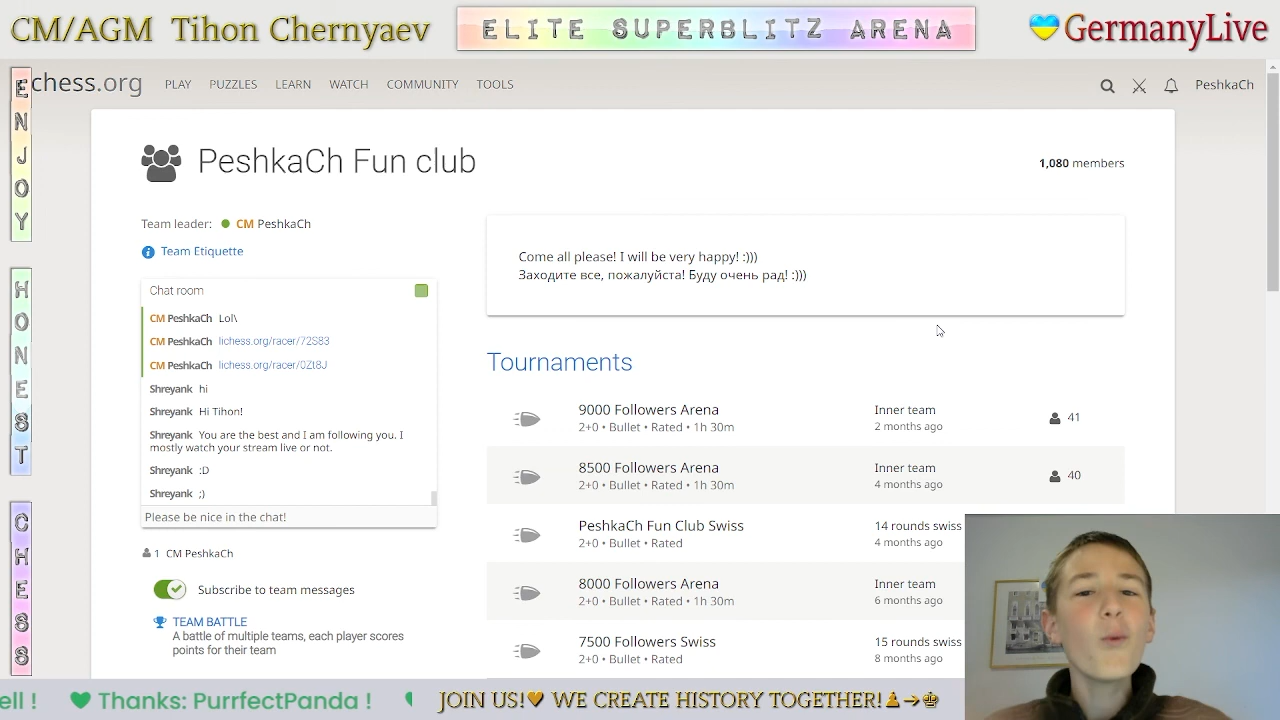 CM/AGM Tihon Chernyaev
ELITE SUPERBLITZ ARENA
GermanyLive
ENJOY
HONEST
CHESS
chess.org
PLAY PUZZLES LEARN WATCH COMMUNITY TOOLS
PeshkaCh
PeshkaCh Fun club
1,080 members
Team leader: CM PeshkaCh
Team Etiquette
Chat room
CM PeshkaCh Lol\
CM PeshkaCh lichess.org/racer/72S83
CM PeshkaCh lichess.org/racer/0Zt8J
Shreyank hi
Shreyank Hi Tihon!
Shreyank You are the best and I am following you. I
mostly watch your stream live or not.
Shreyank :D
Shreyank ;)
Please be nice in the chat!
1 CM PeshkaCh
Subscribe to team messages
TEAM BATTLE
A battle of multiple teams, each player scores
points for their team
Come all please! I will be very happy! :)))
Заходите все, пожалуйста! Буду очень рад! :)))
Tournaments
9000 Followers Arena
2+0 • Bullet • Rated • 1h 30m
Inner team
2 months ago
41
8500 Followers Arena
2+0 • Bullet • Rated • 1h 30m
Inner team
4 months ago
40
PeshkaCh Fun Club Swiss
2+0 • Bullet • Rated
14 rounds swiss
4 months ago
8000 Followers Arena
2+0 • Bullet • Rated • 1h 30m
Inner team
6 months ago
7500 Followers Swiss
2+0 • Bullet • Rated
15 rounds swiss
8 months ago
ell ! Thanks: PurrfectPanda !
JOIN US! WE CREATE HISTORY TOGETHER!